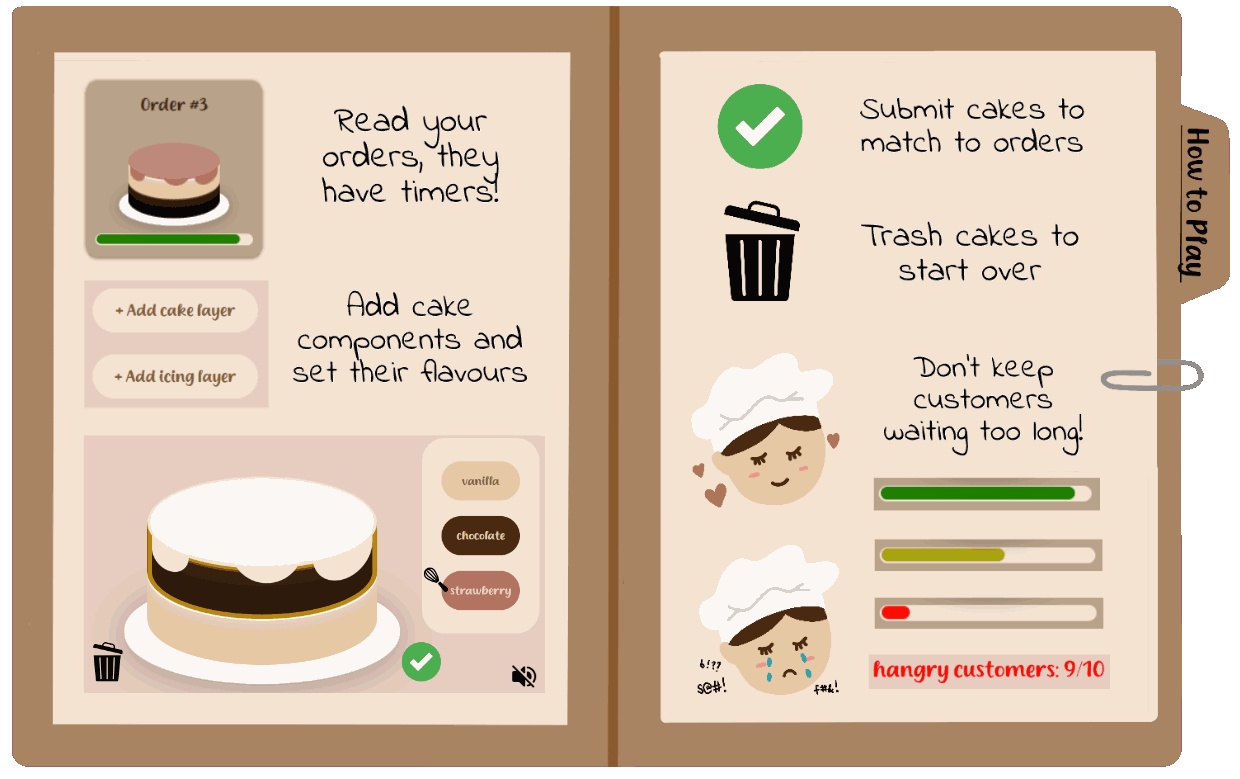 Order #3
Read your
orders, they
have timers!
+ Add cake layer
+ Add icing layer
Add cake
components and
set their flavours
vanilla
chocolate
strawberry
Submit cakes to
match to orders
Trash cakes to
start over
Don't keep
customers
waiting too long!
6!??
s@#!
f#&!
hangry customers: 9/10
How to Play